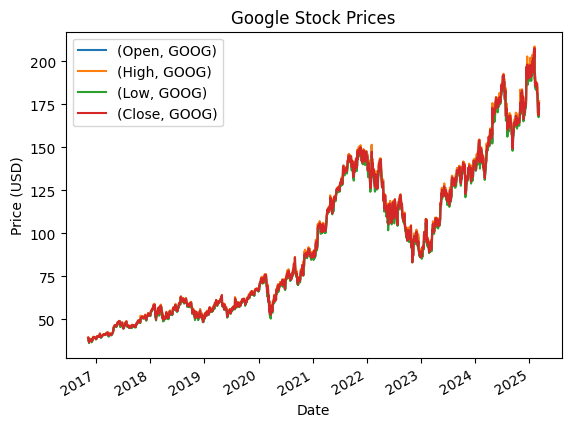 Google Stock Prices
(Open, GOOG)
(High, GOOG)
(Low, GOOG)
(Close, GOOG)
Price (USD)
200
175
150
125
100
75
50
2017 2018 2019 2020 2021 2022 2023 2024 2025
Date